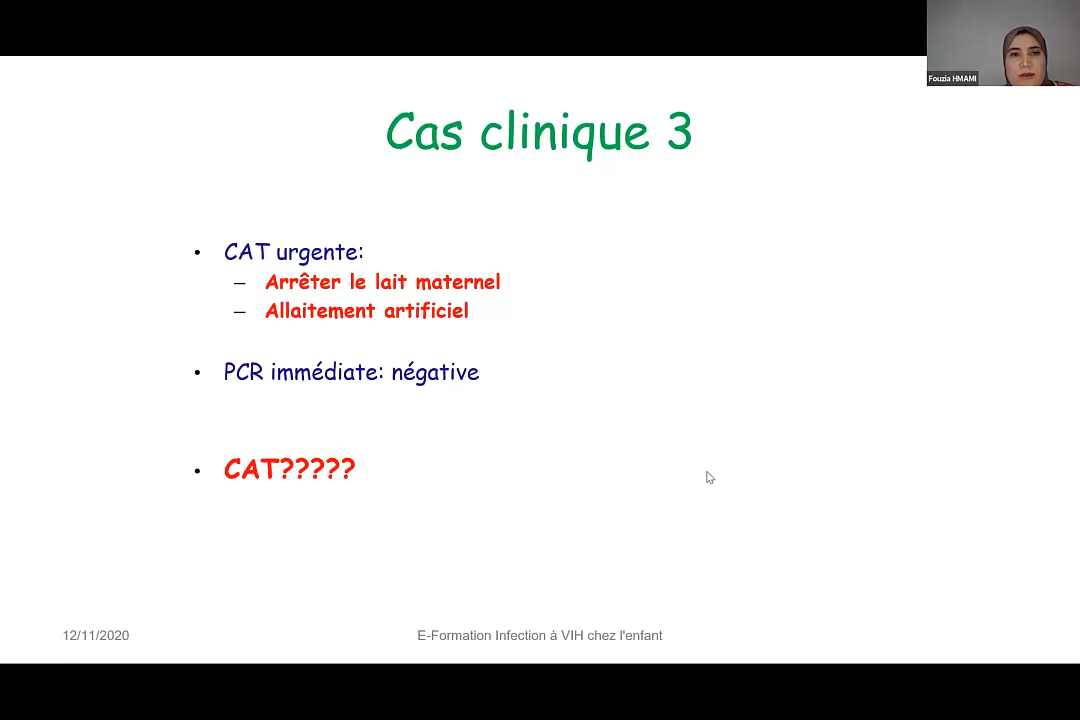 Fouzia HMAMI
Cas clinique 3
• CAT urgente:
– Arrêter le lait maternel
– Allaitement artificiel
• PCR immédiate: négative
• CAT?????
12/11/2020
E-Formation Infection à VIH chez l'enfant